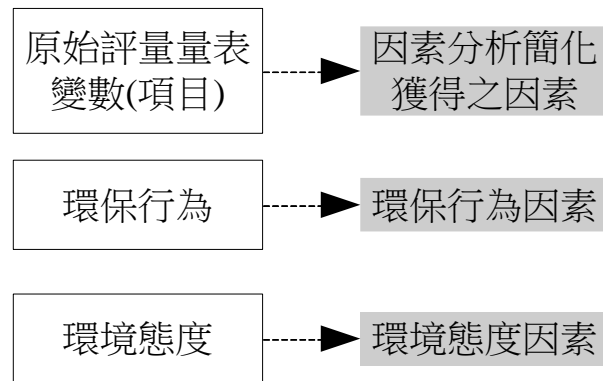 原始評量量表
變數(項目)
因素分析簡化
獲得之因素
環保行為
環保行為因素
環境態度
環境態度因素